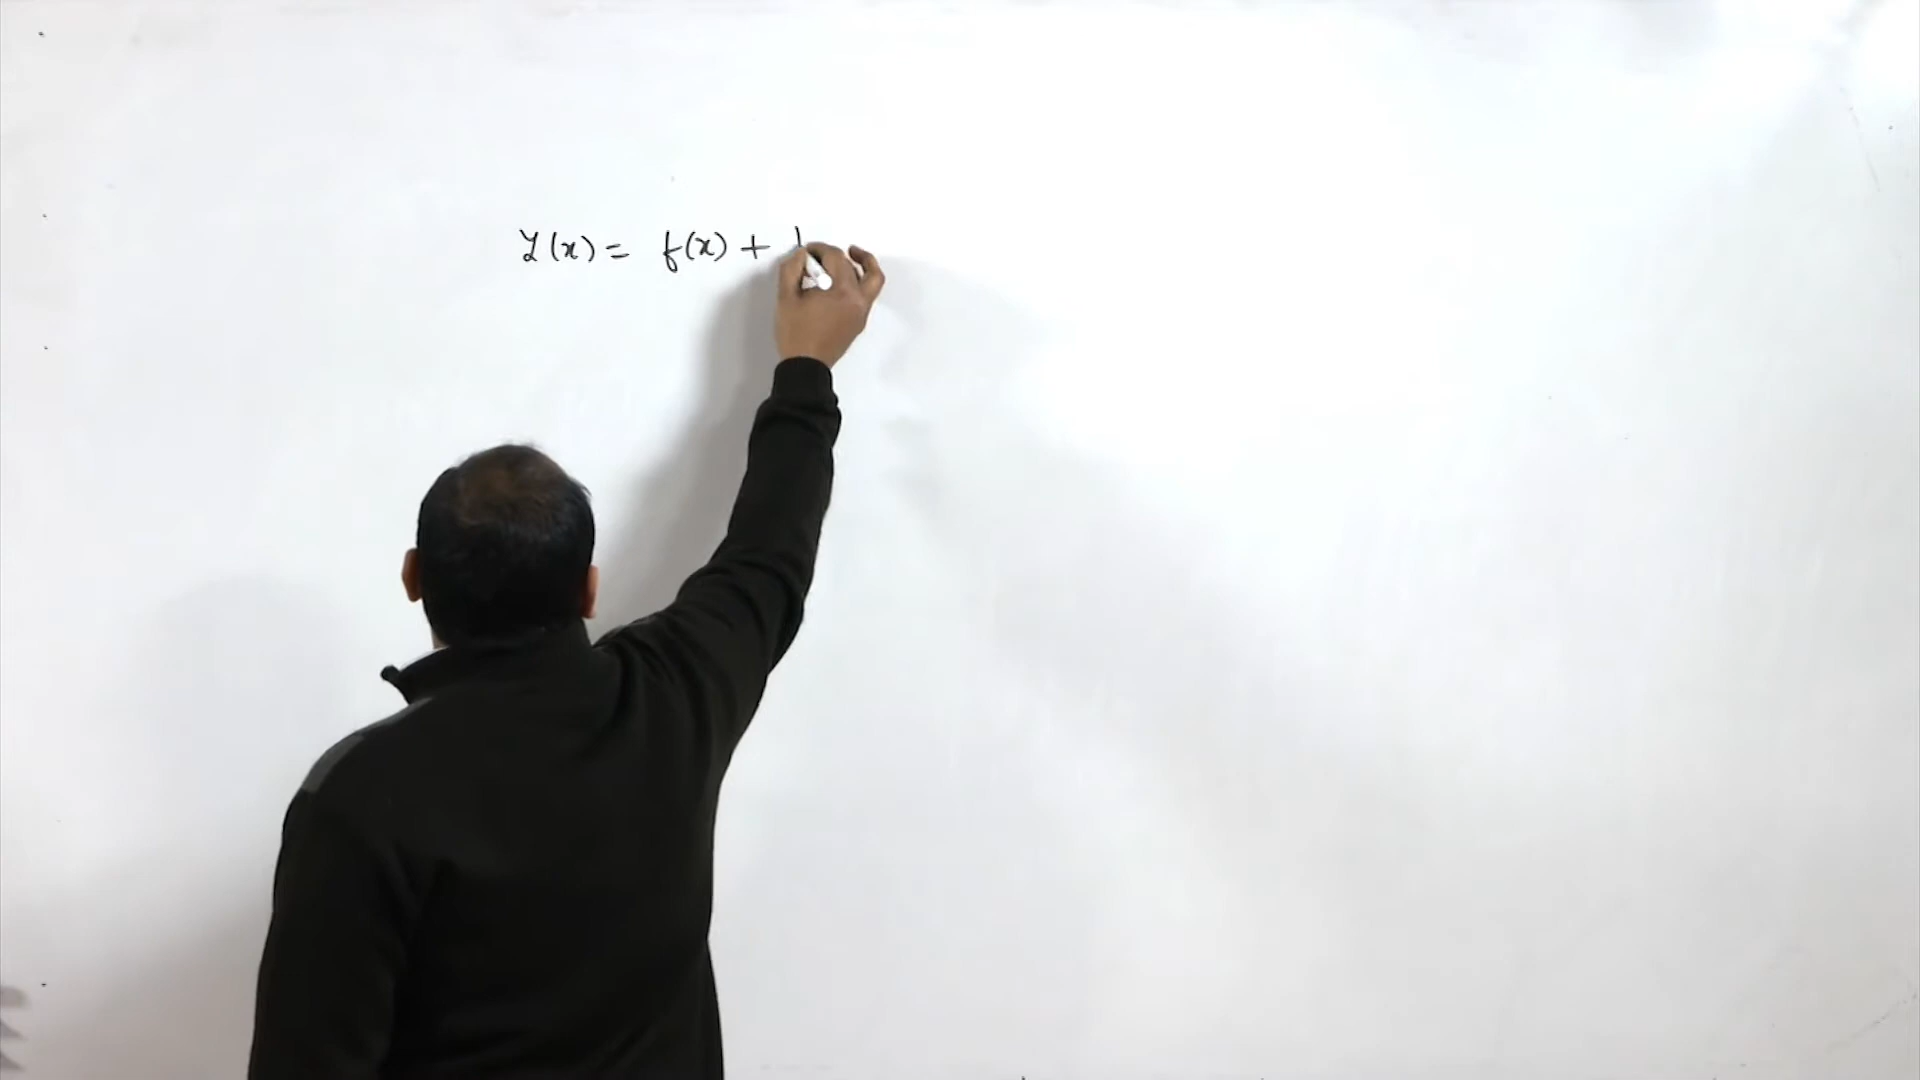 y(x) = f(x) +